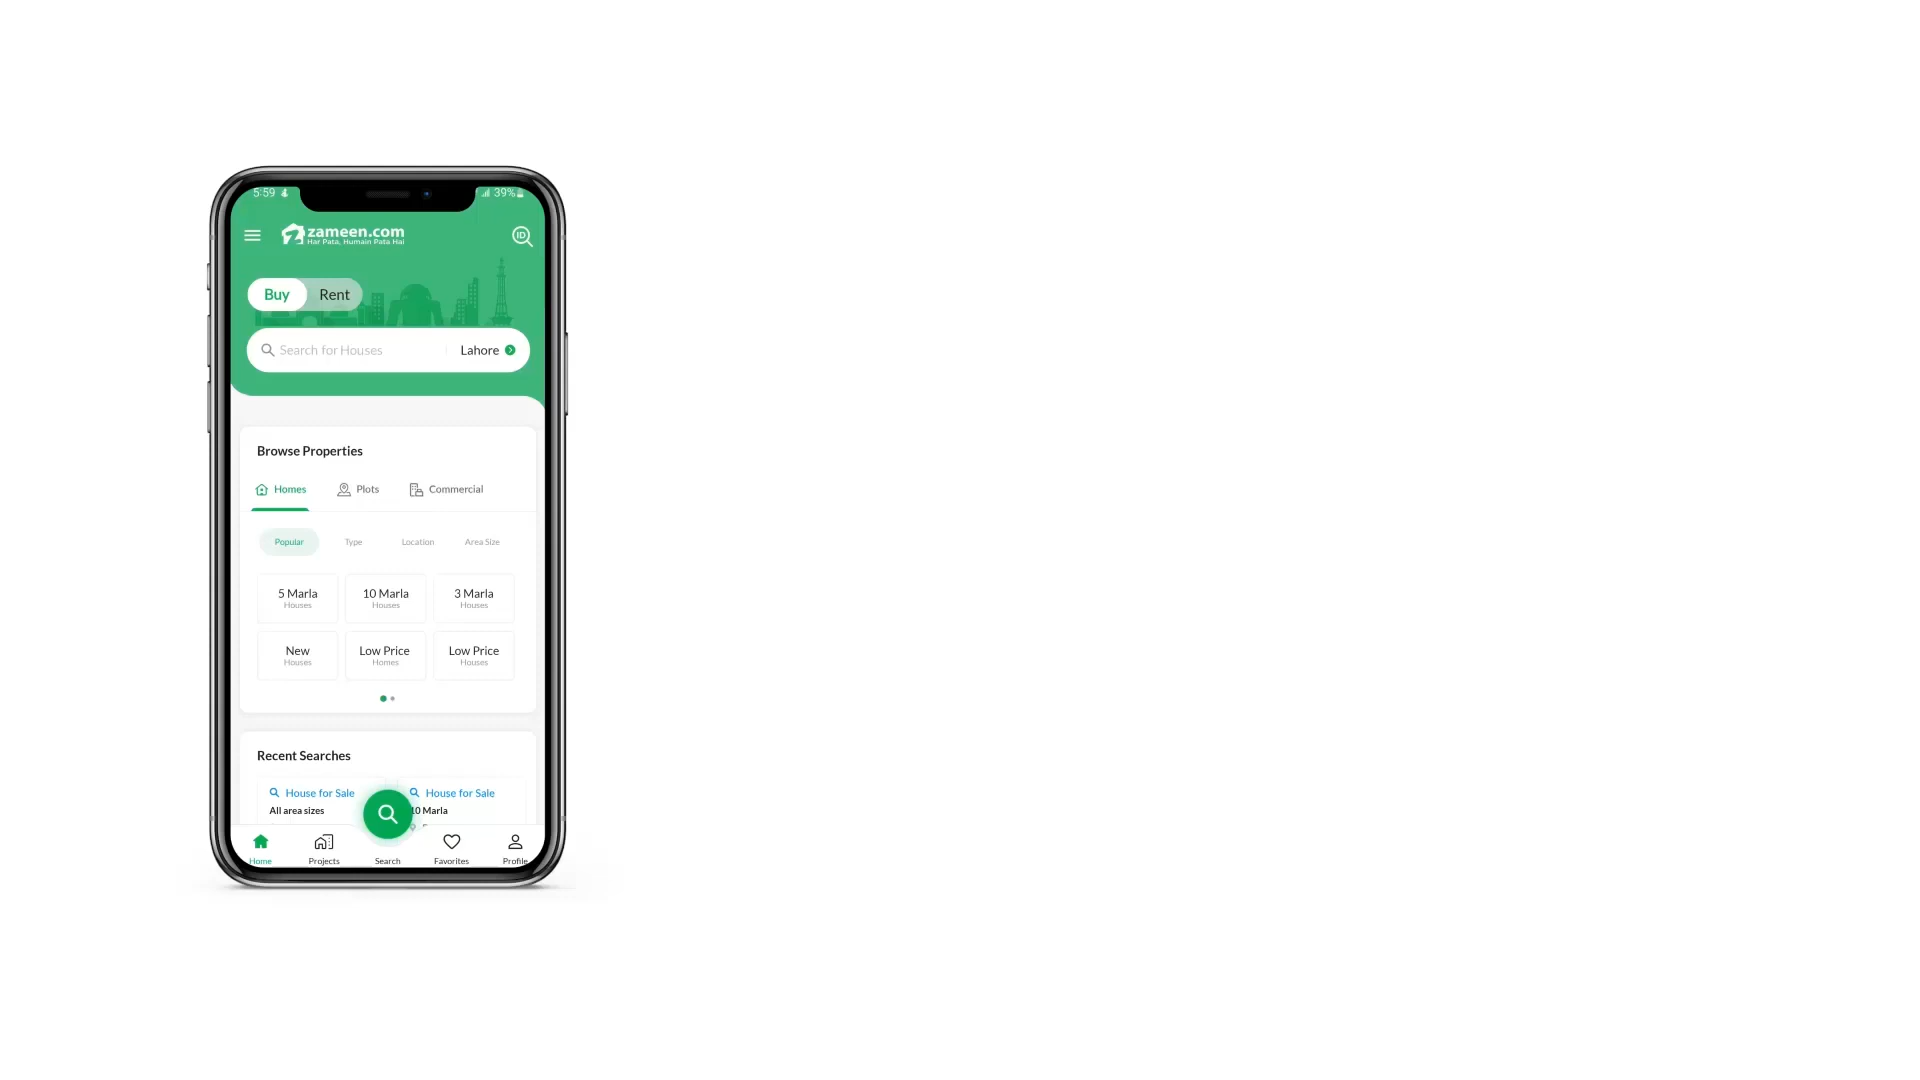 5:59
39%
zameen.com
Har Pata, Humain Pata Hai
ID
Buy Rent
Search for Houses Lahore
Browse Properties
Homes Plots Commercial
Popular Type Location Area Size
5 Marla 10 Marla 3 Marla
Houses Houses Houses
New Low Price Low Price
Houses Homes Houses
Recent Searches
House for Sale House for Sale
All area sizes 10 Marla
Home Projects Search Favorites Profile